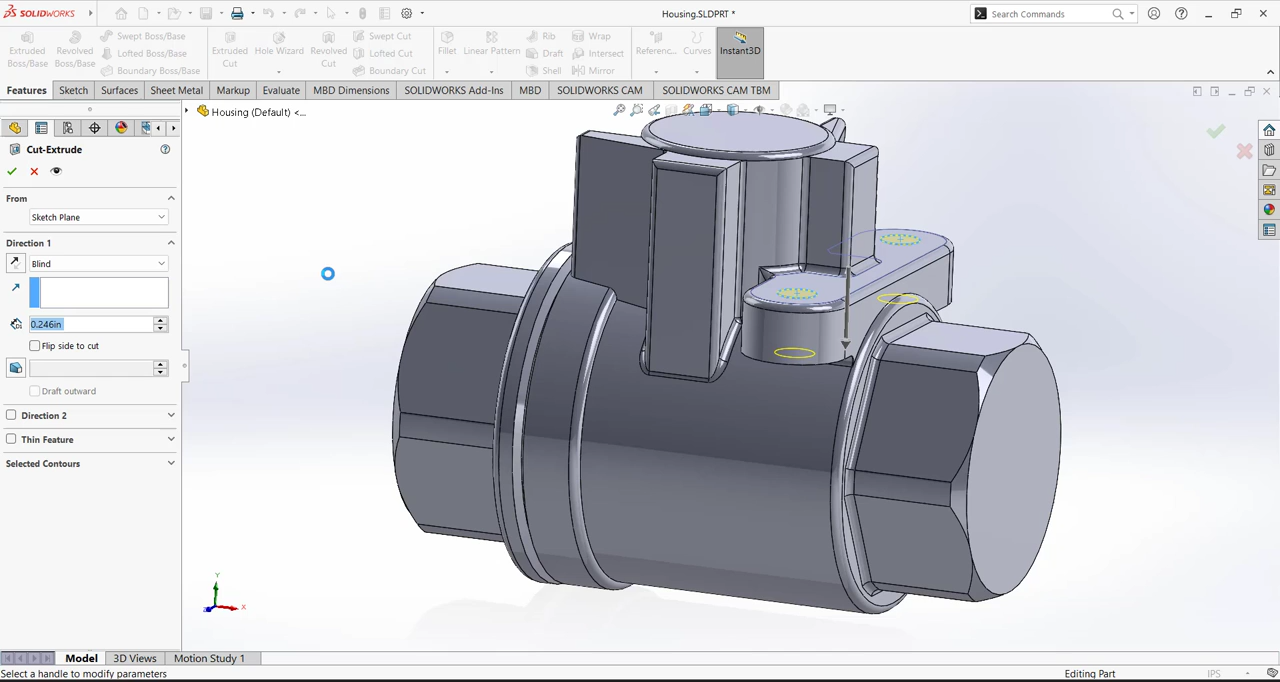 SOLIDWORKS
Housing.SLDPRT *
Search Commands
Extruded Boss/Base
Revolved Boss/Base
Swept Boss/Base
Lofted Boss/Base
Boundary Boss/Base
Extruded Cut
Hole Wizard
Revolved Cut
Swept Cut
Lofted Cut
Boundary Cut
Fillet
Linear Pattern
Rib
Draft
Shell
Wrap
Intersect
Mirror
Referenc...
Curves
Instant3D
Features
Sketch
Surfaces
Sheet Metal
Markup
Evaluate
MBD Dimensions
SOLIDWORKS Add-Ins
MBD
SOLIDWORKS CAM
SOLIDWORKS CAM TBM
Housing (Default) <...
Cut-Extrude
From
Sketch Plane
Direction 1
Blind
0.246in
Flip side to cut
Draft outward
Direction 2
Thin Feature
Selected Contours
Y
X
Z
Model
3D Views
Motion Study 1
Select a handle to modify parameters
Editing Part
IPS